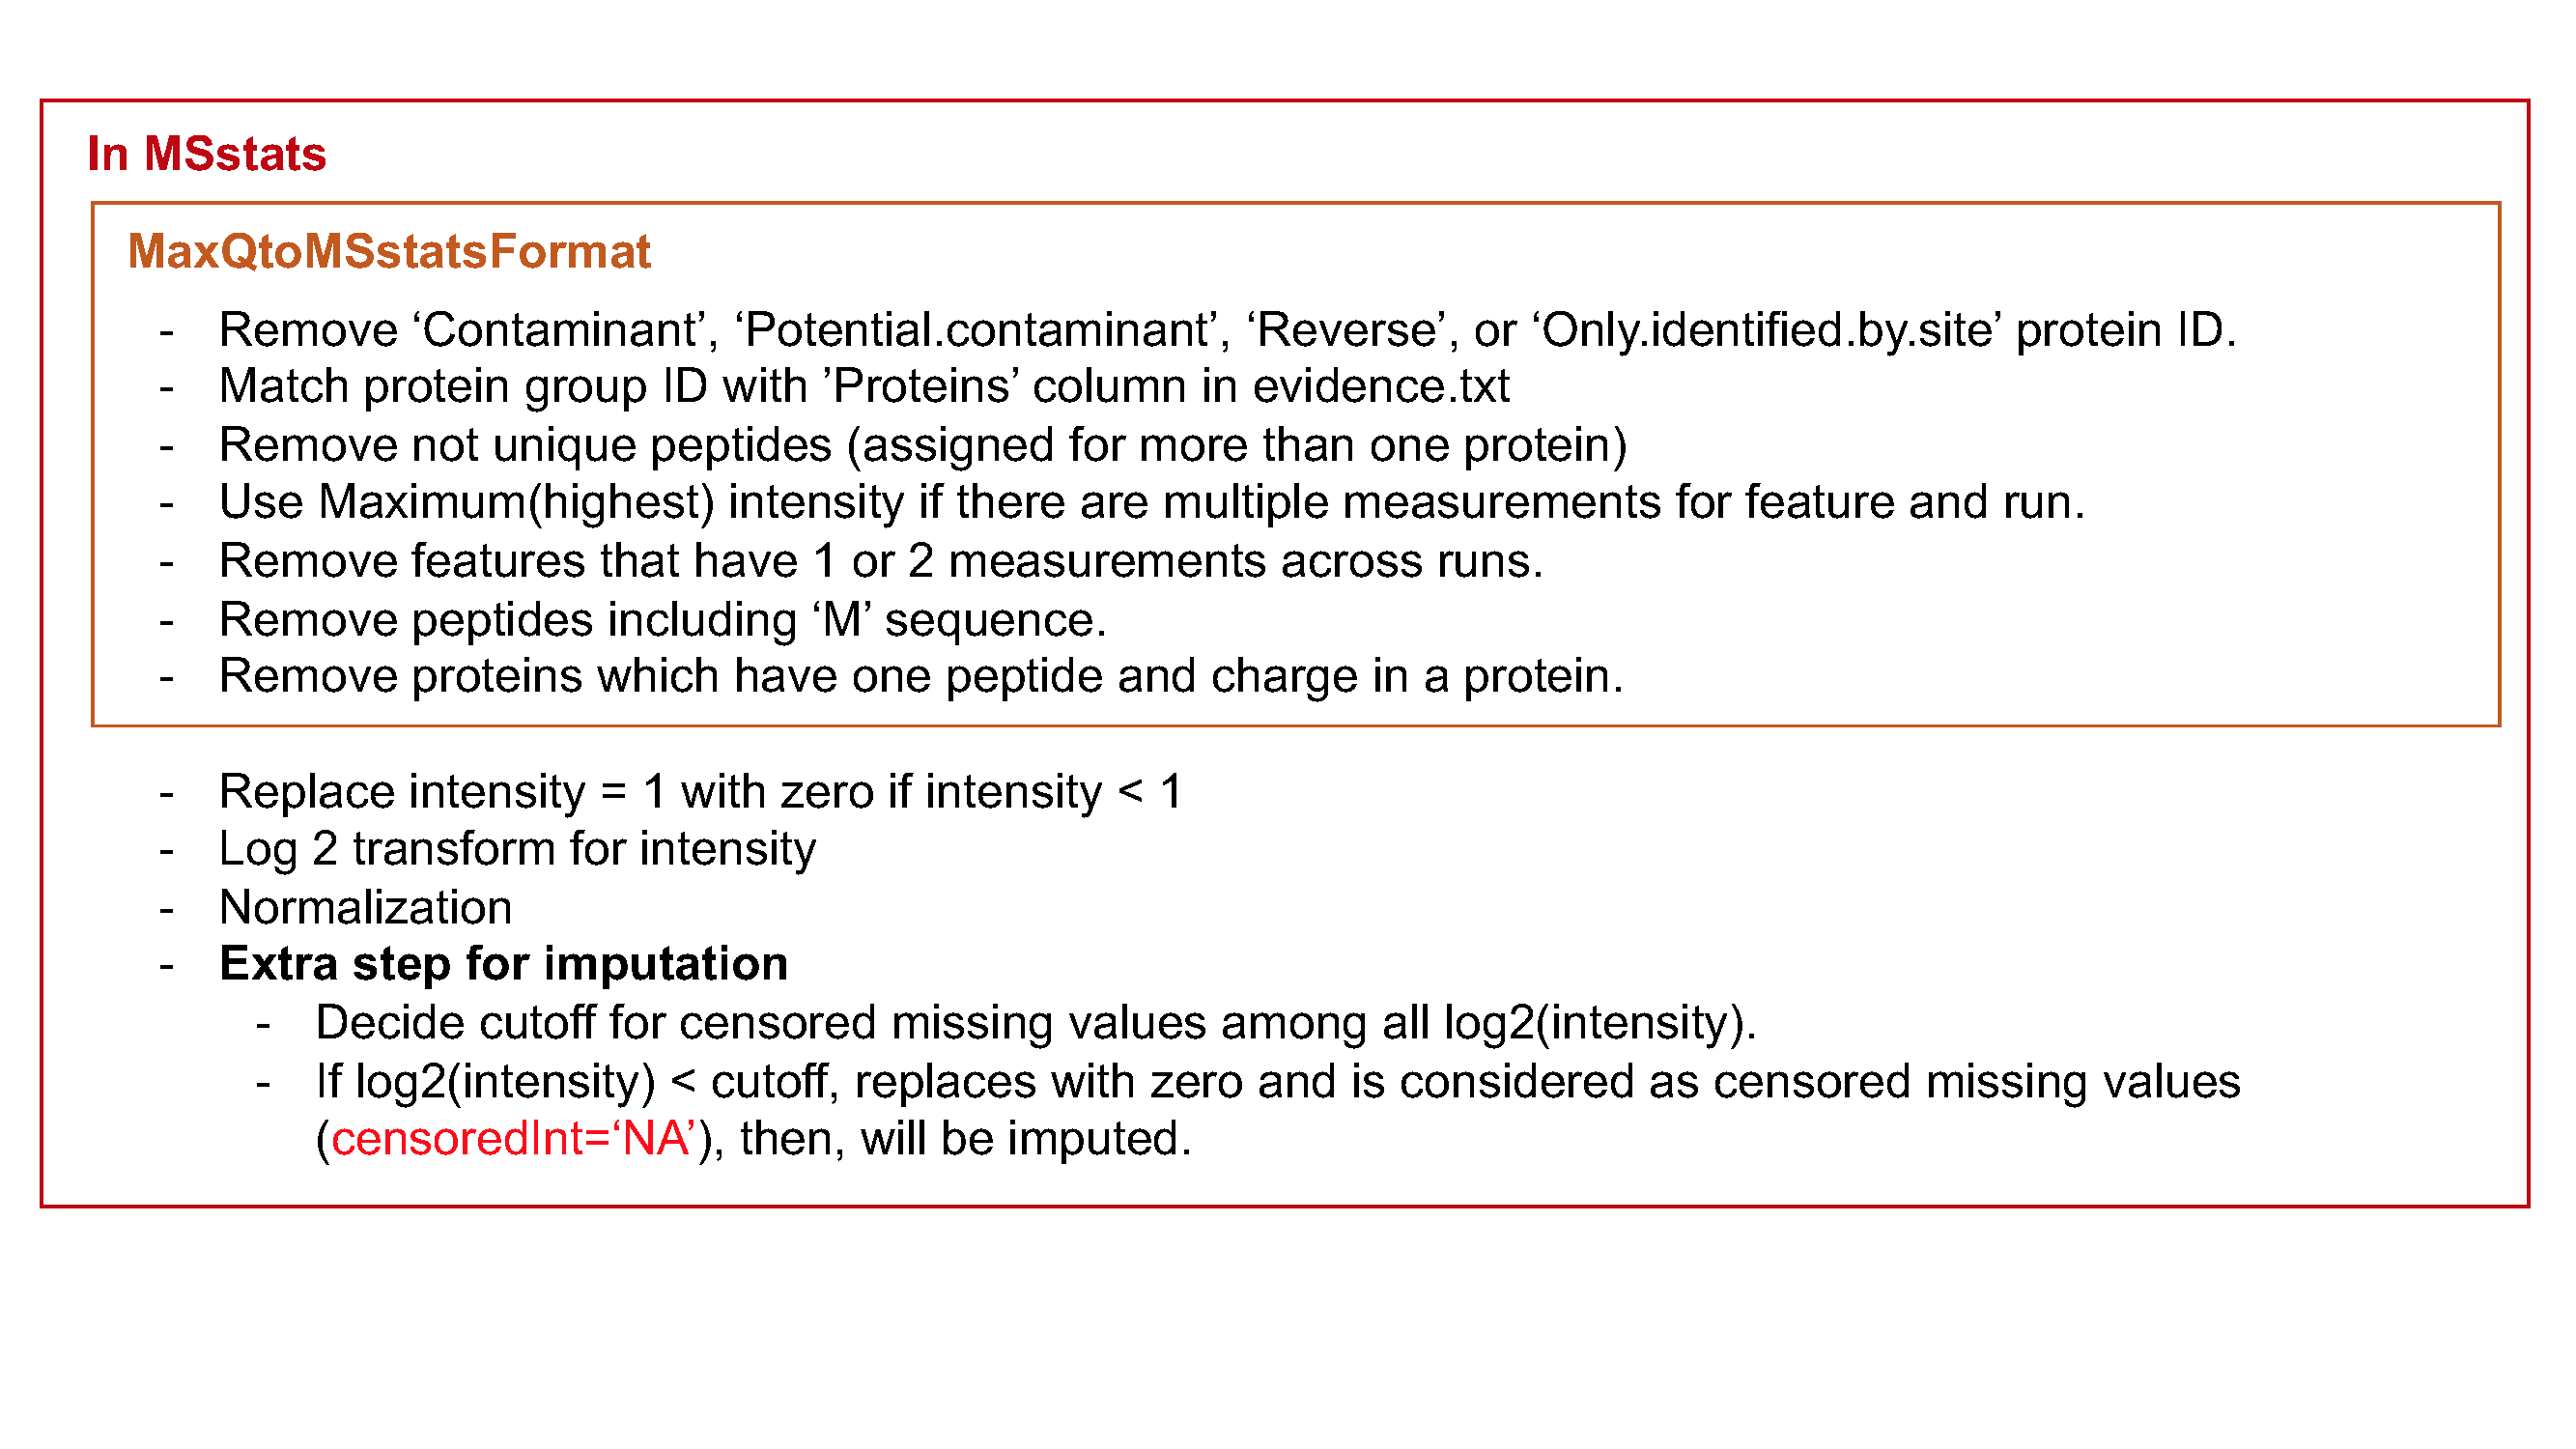 In MSstats
MaxQtoMSstatsFormat
- Remove ‘Contaminant’, ‘Potential.contaminant’, ‘Reverse’, or ‘Only.identified.by.site’ protein ID.
- Match protein group ID with ’Proteins’ column in evidence.txt
- Remove not unique peptides (assigned for more than one protein)
- Use Maximum(highest) intensity if there are multiple measurements for feature and run.
- Remove features that have 1 or 2 measurements across runs.
- Remove peptides including ‘M’ sequence.
- Remove proteins which have one peptide and charge in a protein.
- Replace intensity = 1 with zero if intensity < 1
- Log 2 transform for intensity
- Normalization
- Extra step for imputation
- Decide cutoff for censored missing values among all log2(intensity).
- If log2(intensity) < cutoff, replaces with zero and is considered as censored missing values
(censoredInt=‘NA’), then, will be imputed.